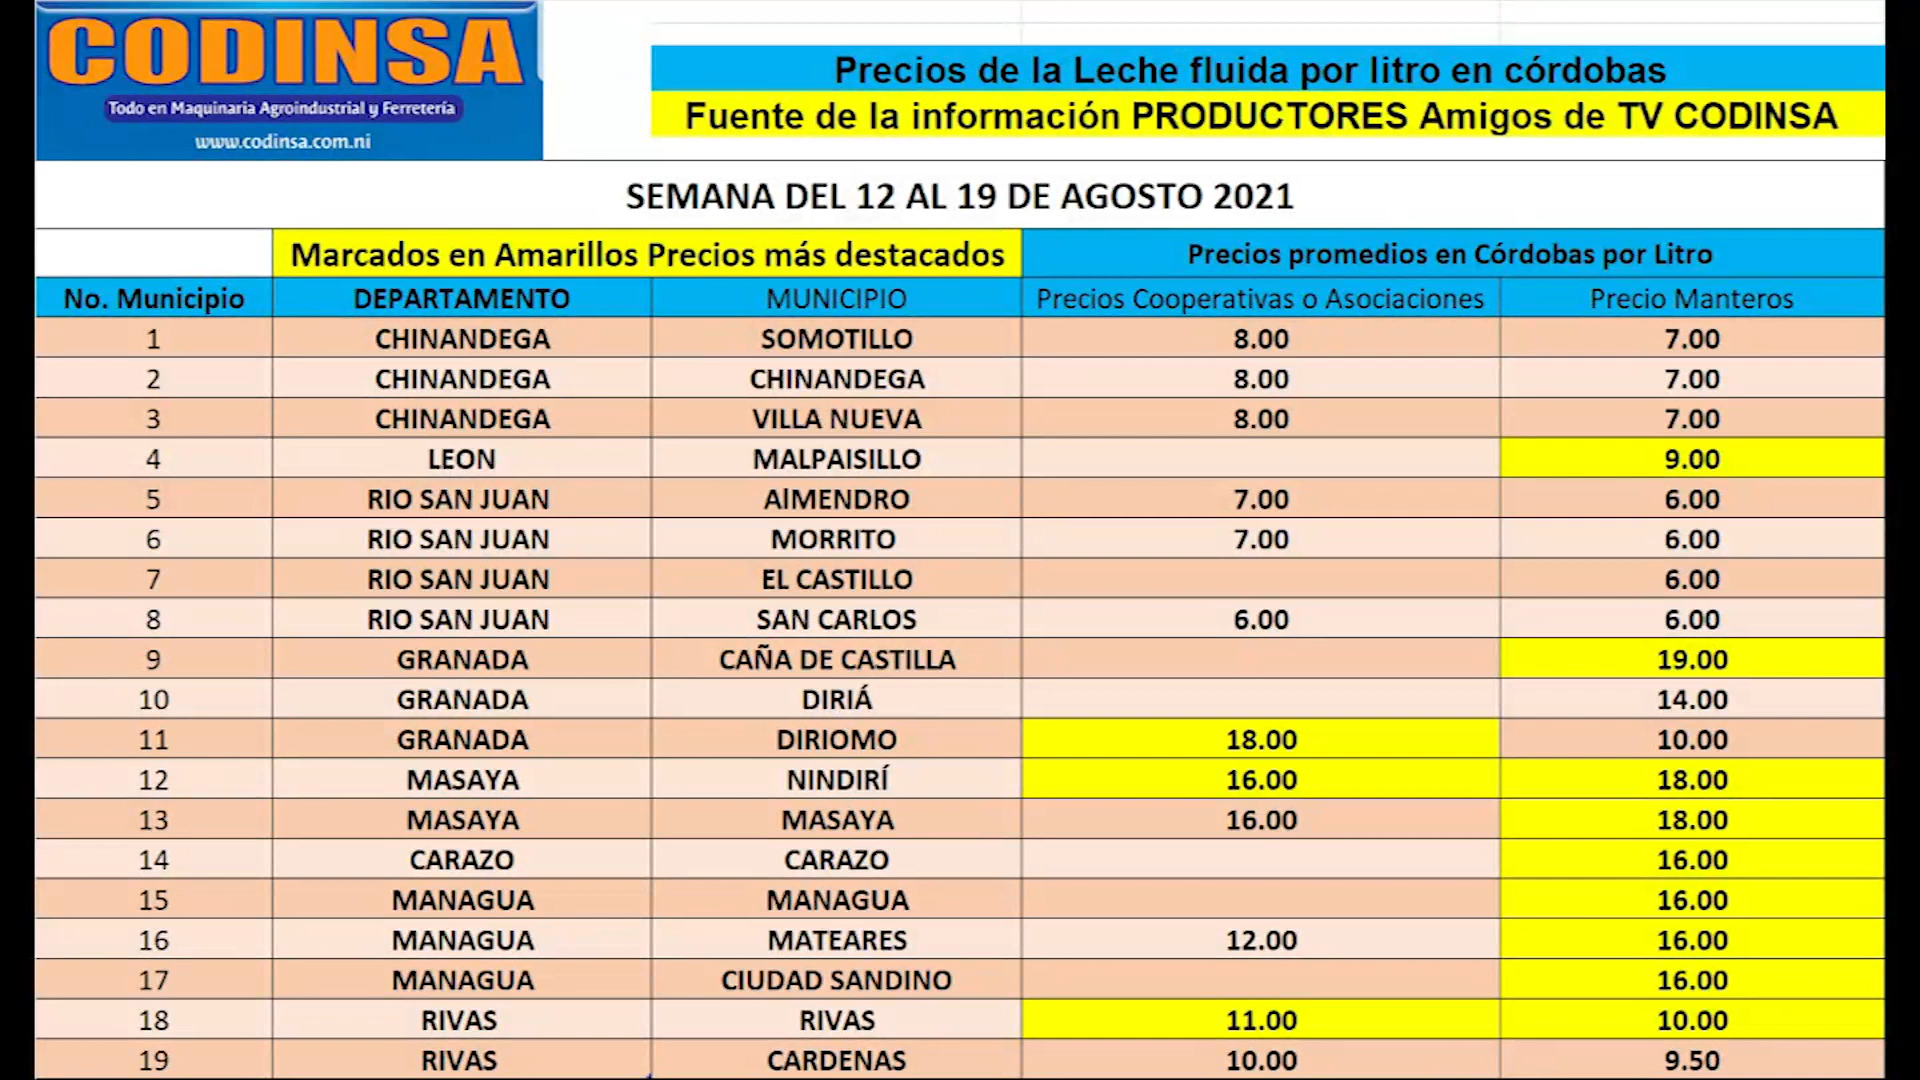 CODINSA
Todo en Maquinaria Agroindustrial y Ferretería
www.codinsa.com.ni
Precios de la Leche fluida por litro en córdobas
Fuente de la información PRODUCTORES Amigos de TV CODINSA
SEMANA DEL 12 AL 19 DE AGOSTO 2021
Marcados en Amarillos Precios más destacados Precios promedios en Córdobas por Litro
No. Municipio DEPARTAMENTO MUNICIPIO Precios Cooperativas o Asociaciones Precio Manteros
1 CHINANDEGA SOMOTILLO 8.00 7.00
2 CHINANDEGA CHINANDEGA 8.00 7.00
3 CHINANDEGA VILLA NUEVA 8.00 7.00
4 LEON MALPAISILLO 9.00
5 RIO SAN JUAN AlMENDRO 7.00 6.00
6 RIO SAN JUAN MORRITO 7.00 6.00
7 RIO SAN JUAN EL CASTILLO 6.00
8 RIO SAN JUAN SAN CARLOS 6.00 6.00
9 GRANADA CAÑA DE CASTILLA 19.00
10 GRANADA DIRIÁ 14.00
11 GRANADA DIRIOMO 18.00 10.00
12 MASAYA NINDIRÍ 16.00 18.00
13 MASAYA MASAYA 16.00 18.00
14 CARAZO CARAZO 16.00
15 MANAGUA MANAGUA 16.00
16 MANAGUA MATEARES 12.00 16.00
17 MANAGUA CIUDAD SANDINO 16.00
18 RIVAS RIVAS 11.00 10.00
19 RIVAS CARDENAS 10.00 9.50